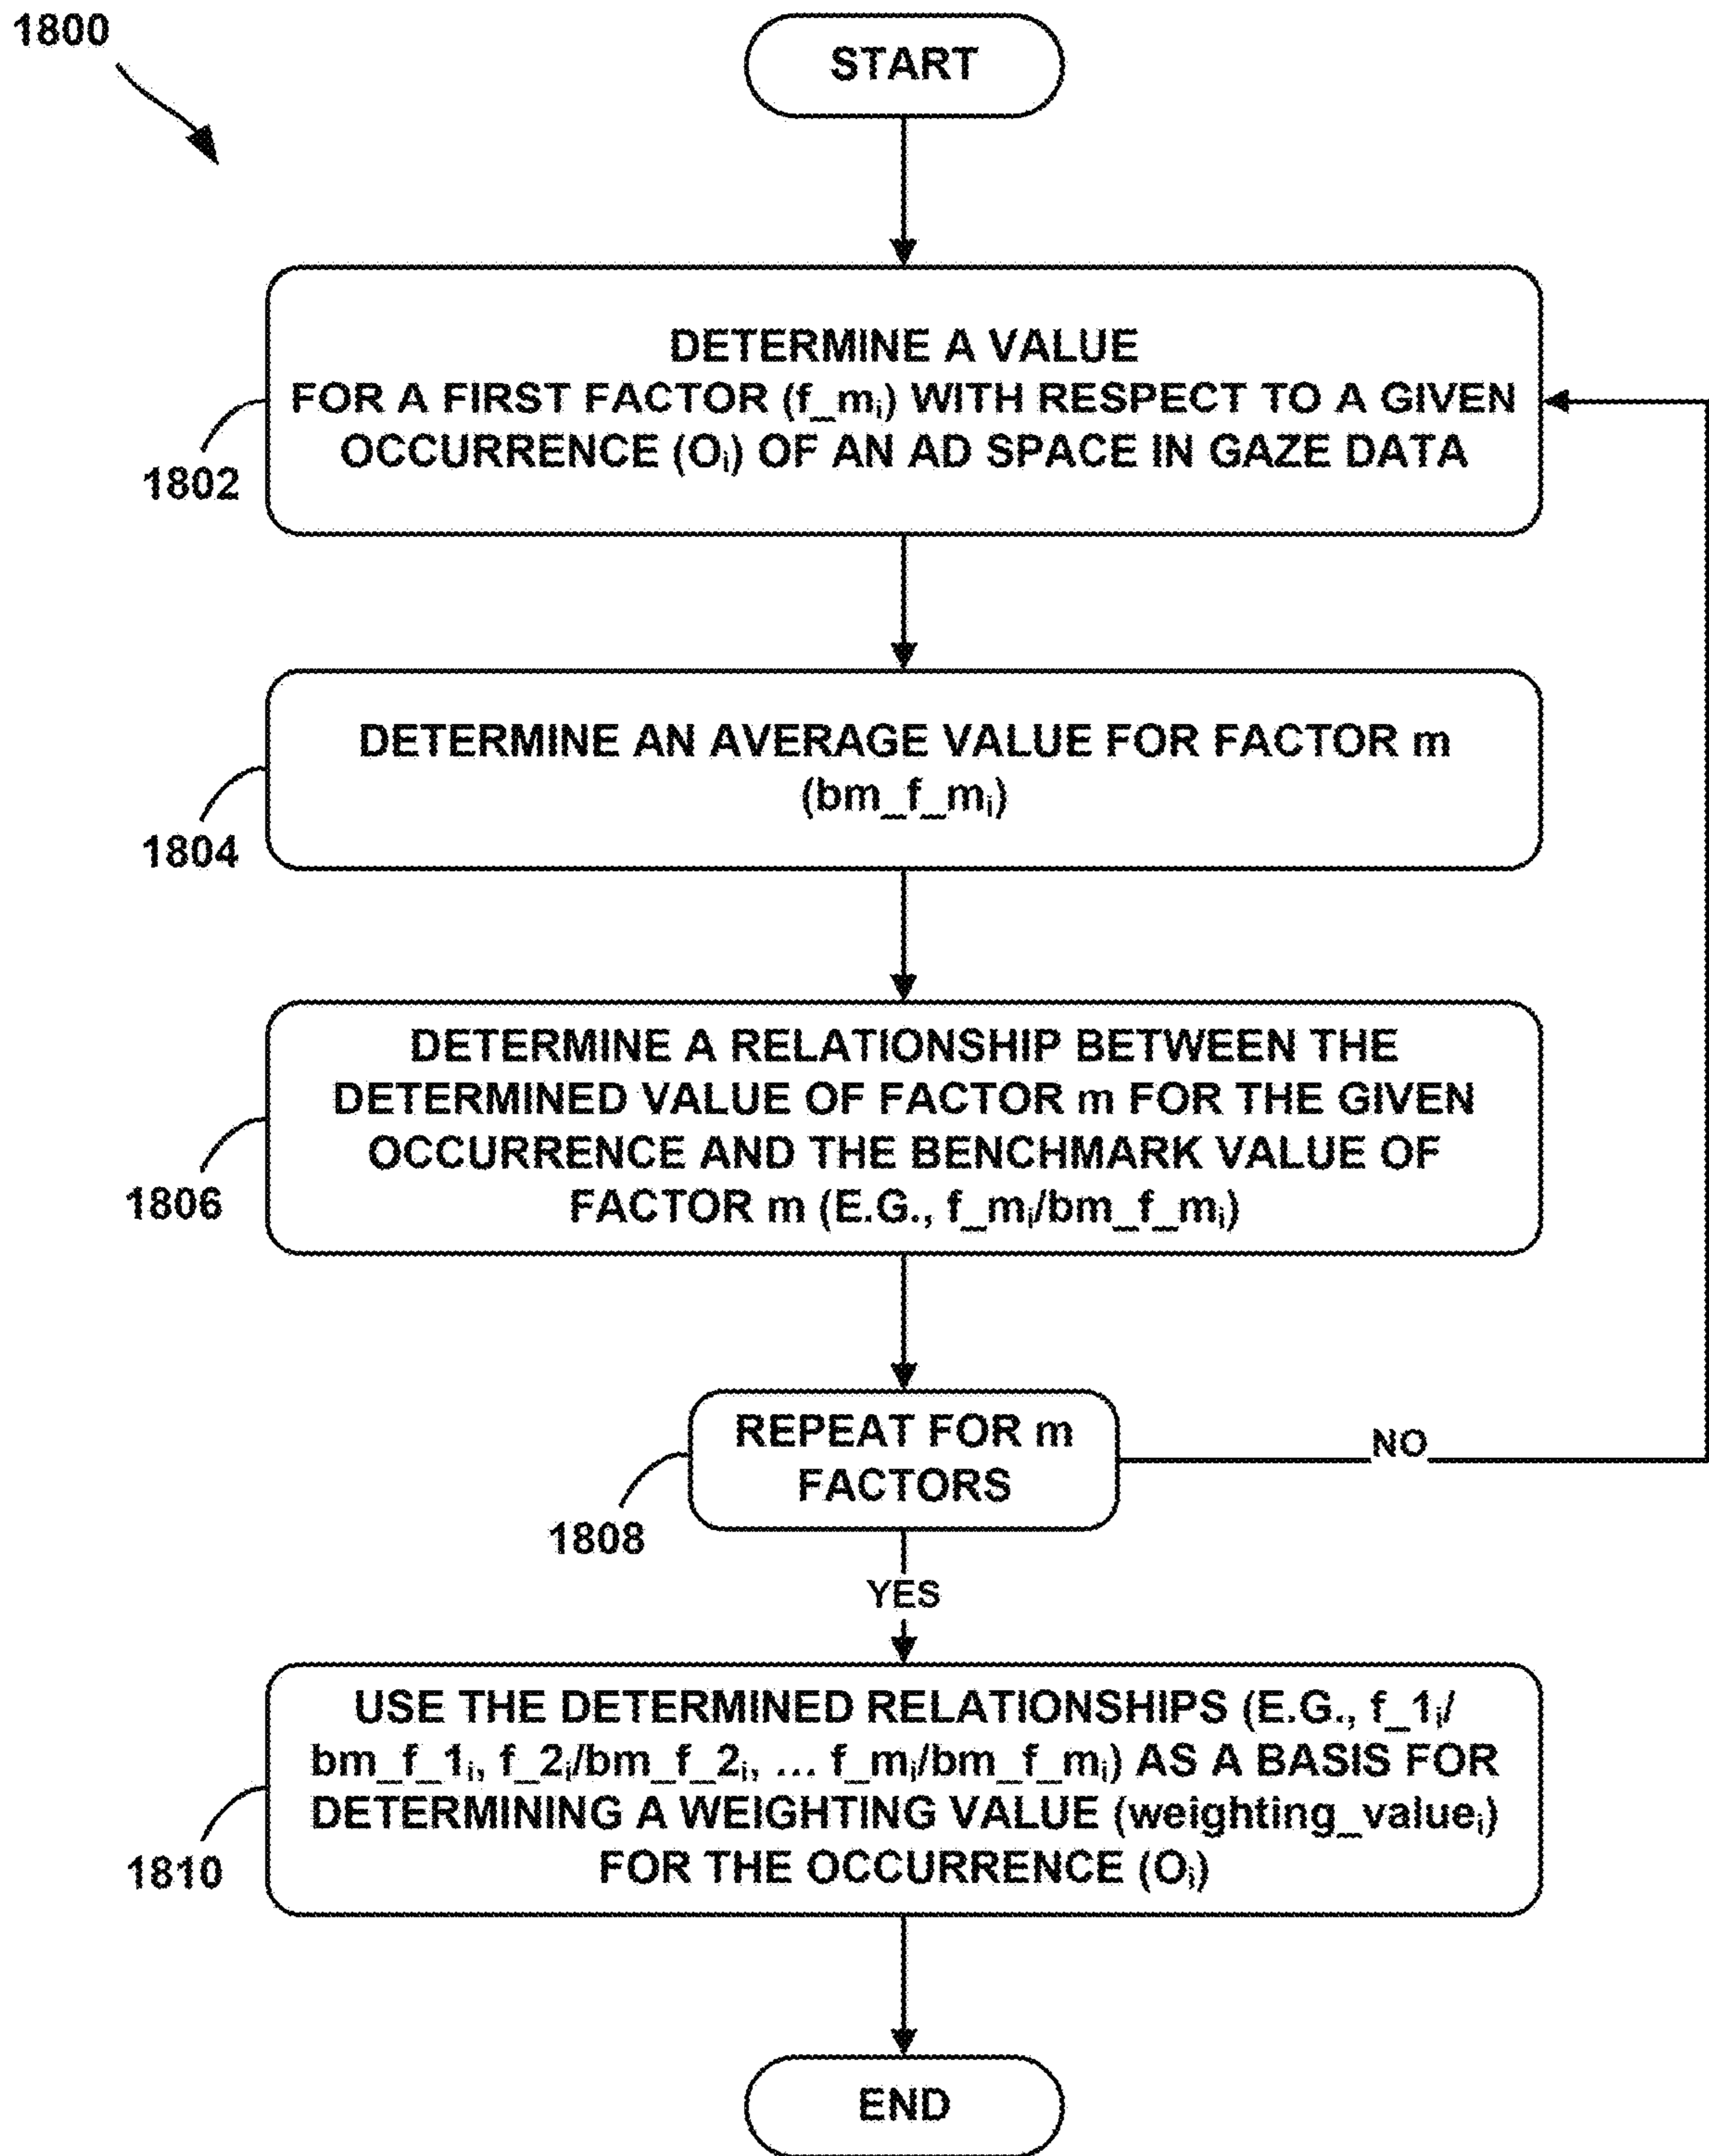 1800
START
DETERMINE A VALUE
FOR A FIRST FACTOR (f_mᵢ) WITH RESPECT TO A GIVEN
OCCURRENCE (Oᵢ) OF AN AD SPACE IN GAZE DATA
1802
DETERMINE AN AVERAGE VALUE FOR FACTOR m
(bm_f_mᵢ)
1804
DETERMINE A RELATIONSHIP BETWEEN THE
DETERMINED VALUE OF FACTOR m FOR THE GIVEN
OCCURRENCE AND THE BENCHMARK VALUE OF
FACTOR m (E.G., f_mᵢ/bm_f_mᵢ)
1806
REPEAT FOR m
FACTORS
NO
1808
YES
USE THE DETERMINED RELATIONSHIPS (E.G., f_1ᵢ/
bm_f_1ᵢ, f_2ᵢ/bm_f_2ᵢ, … f_mᵢ/bm_f_mᵢ) AS A BASIS FOR
DETERMINING A WEIGHTING VALUE (weighting_valueᵢ)
FOR THE OCCURRENCE (Oᵢ)
1810
END